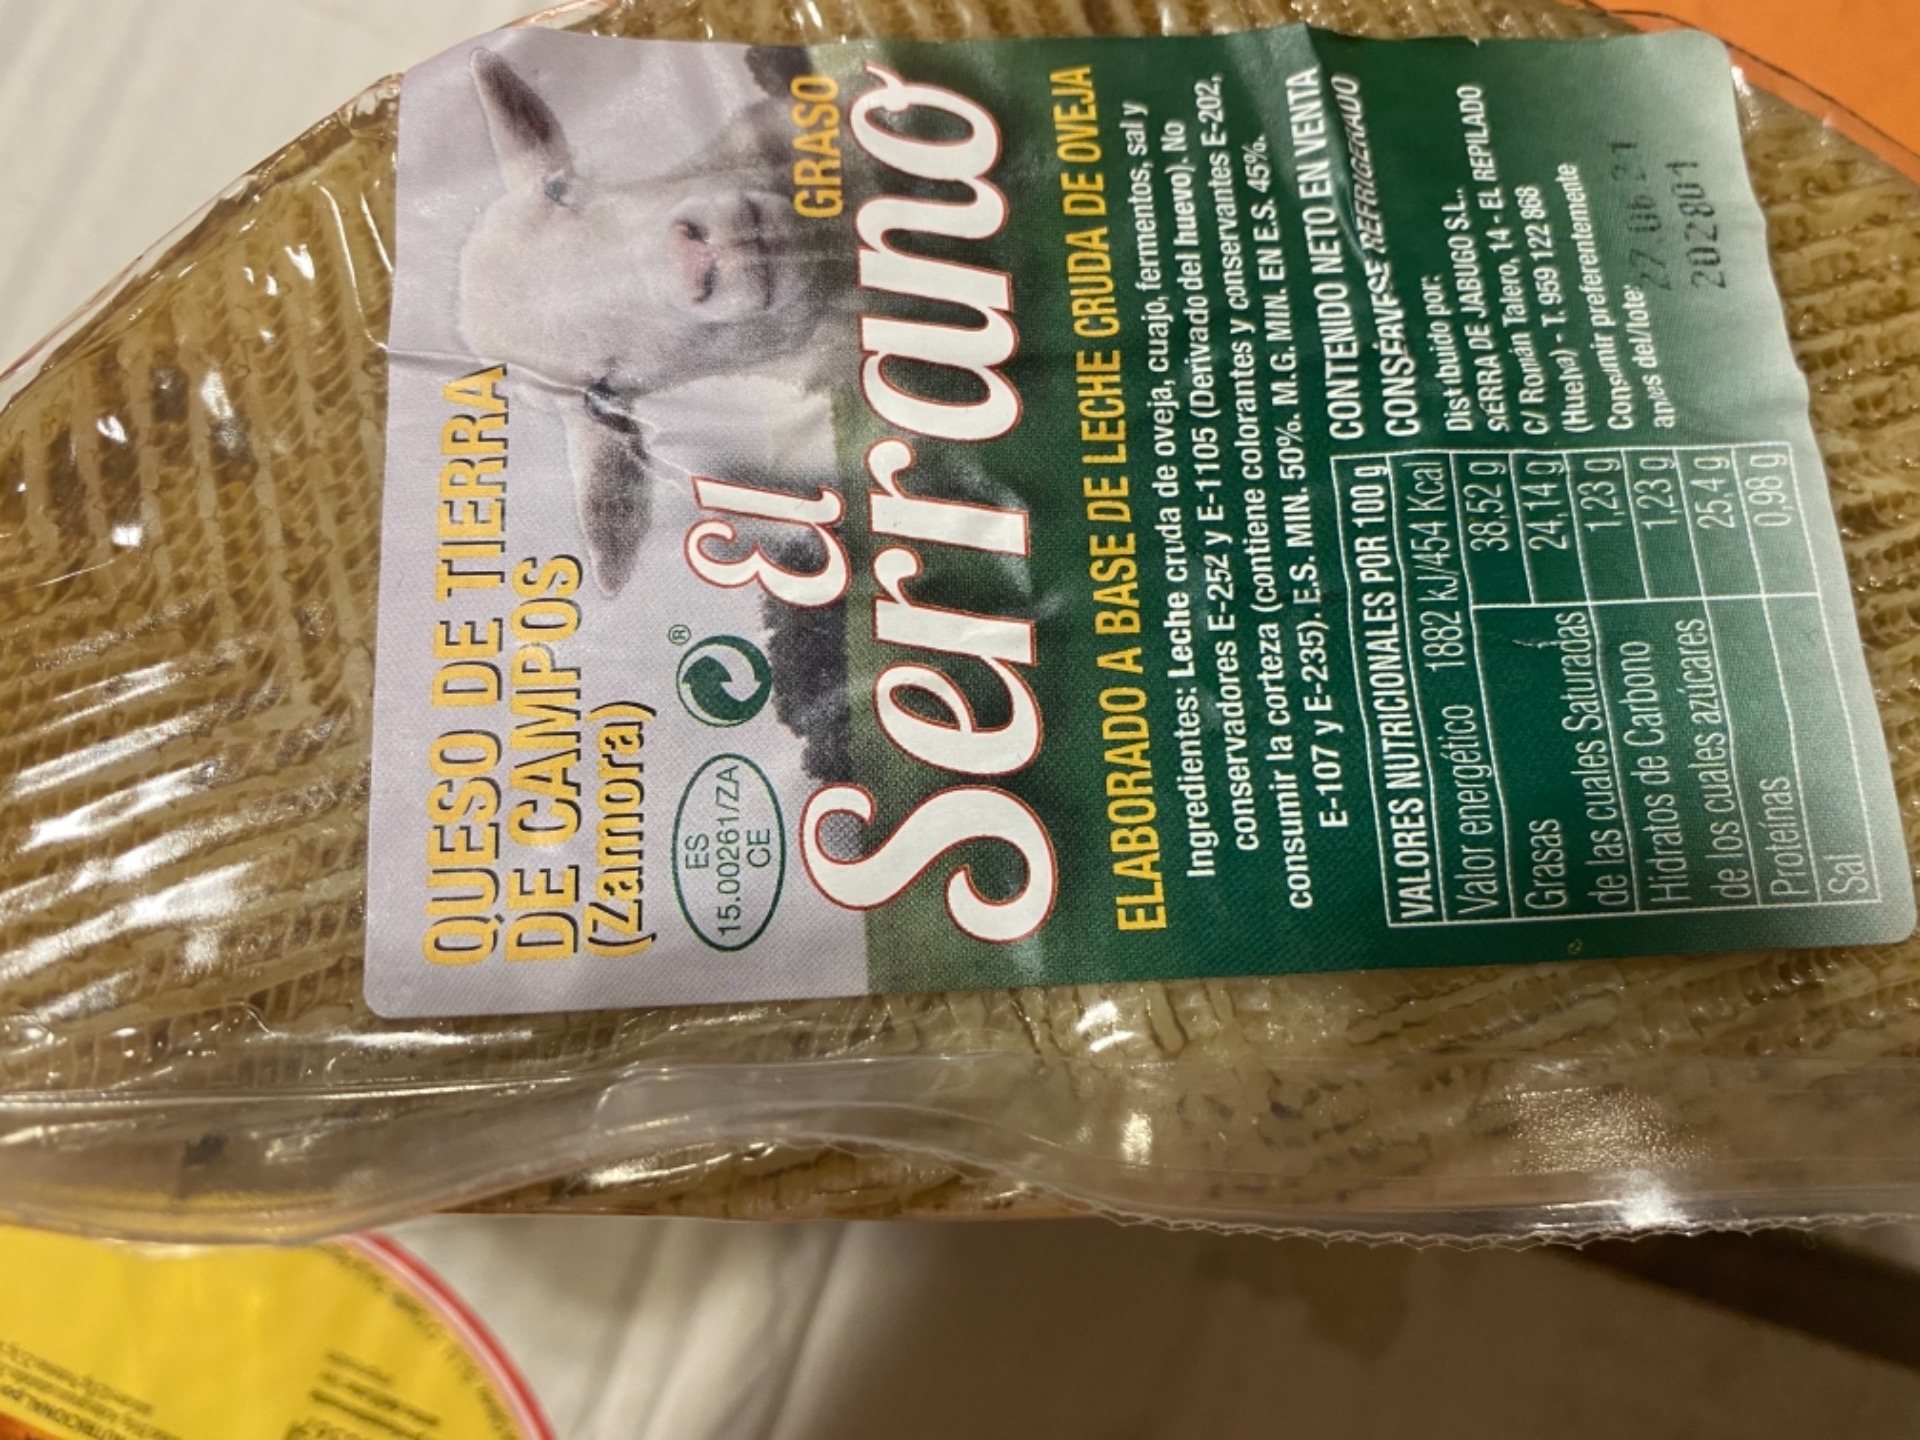 QUESO DE TIERRA
DE CAMPOS
(Zamora)
ES
15.00261/ZA
CE
®
GRASO
El
Serrano
ELABORADO A BASE DE LECHE CRUDA DE OVEJA
Ingredientes: Leche cruda de oveja, cuajo, fermentos, sal y
conservadores E-252 y E-1105 (Derivado del huevo). No
consumir la corteza (contiene colorantes y conservantes E-202,
E-107 y E-235). E.S. MIN. 50%. M.G. MIN. EN E.S. 45%.
CONTENIDO NETO EN VENTA
CONSÉRVESE REFRIGERADO
VALORES NUTRICIONALES POR 100 g
Valor energético 1882 kJ/454 Kcal
Grasas 38,52 g
de las cuales Saturadas 24,14 g
Hidratos de Carbono 1,23 g
de los cuales azúcares 1,23 g
Proteínas 25,4 g
Sal 0,98 g
Distribuido por:
SIERRA DE JABUGO S.L.
C/ Román Talero, 14 - EL REPILADO
(Huelva) - T. 959 122 868
Consumir preferentemente
antes del/lote:
27.06 21
202801